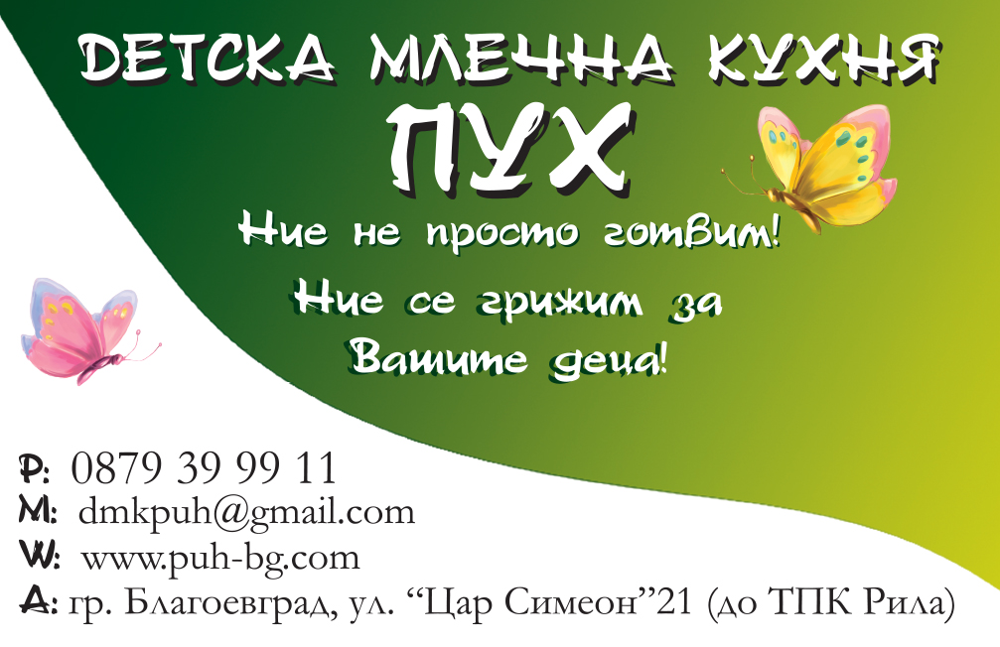 ДЕТСКА МЛЕЧНА КУХНЯ
ПУХ
Ние не просто готвим!
Ние се грижим за
Вашите деца!
P: 0879 39 99 11
M: dmkpuh@gmail.com
W: www.puh-bg.com
A: гр. Благоевград, ул. “Цар Симеон”21 (до ТПК Рила)